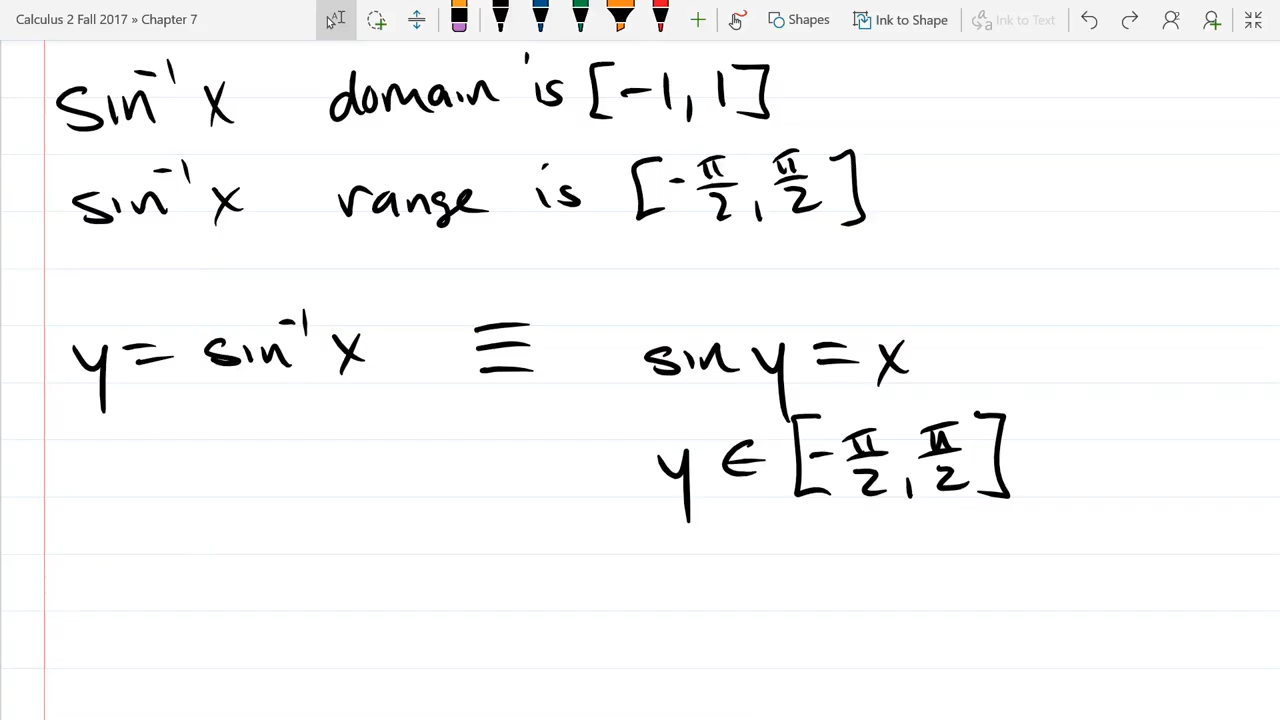 Calculus 2 Fall 2017 » Chapter 7
Shapes Ink to Shape Ink to Text
sin⁻¹ x domain is [-1, 1]
sin⁻¹ x range is [-π/2, π/2]
y = sin⁻¹ x ≡ sin y = x
y ∈ [-π/2, π/2]